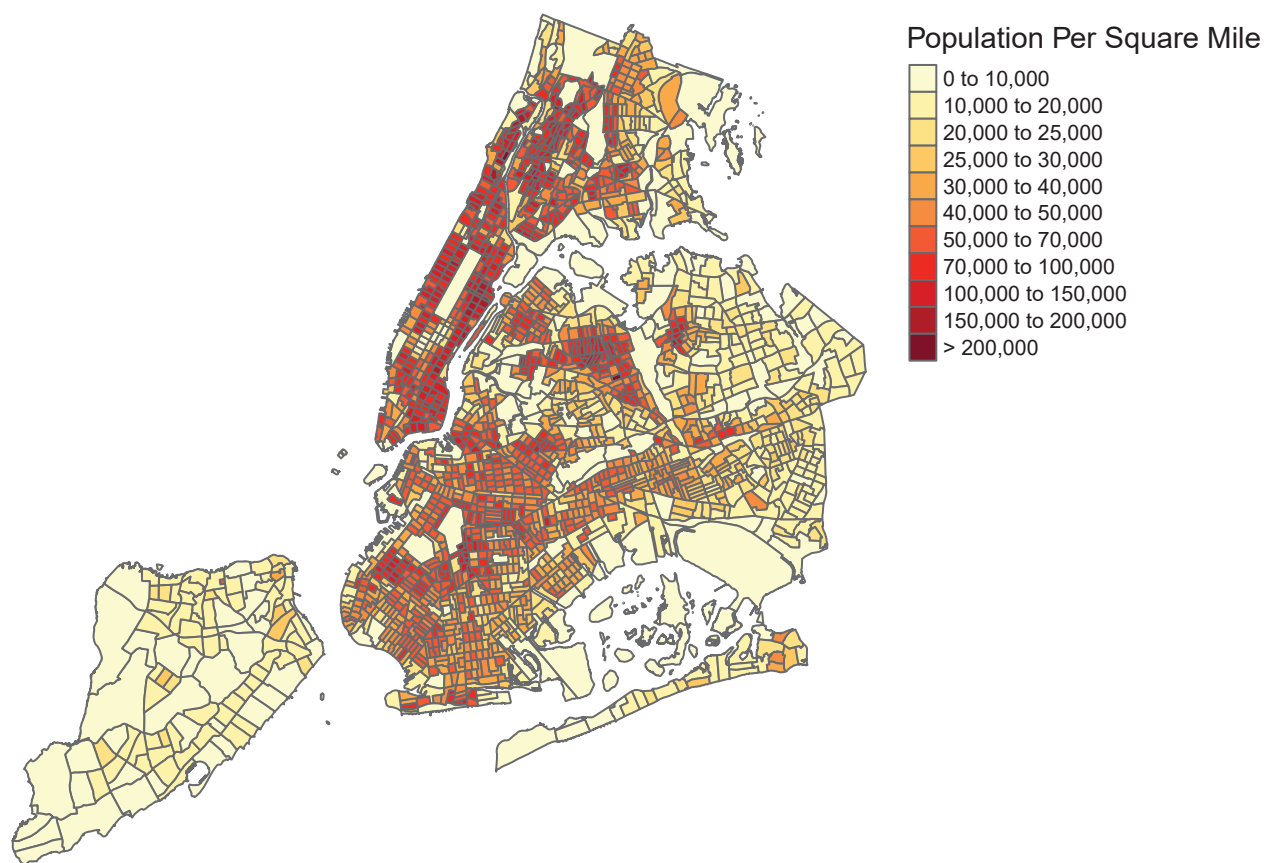 Population Per Square Mile
0 to 10,000
10,000 to 20,000
20,000 to 25,000
25,000 to 30,000
30,000 to 40,000
40,000 to 50,000
50,000 to 70,000
70,000 to 100,000
100,000 to 150,000
150,000 to 200,000
> 200,000